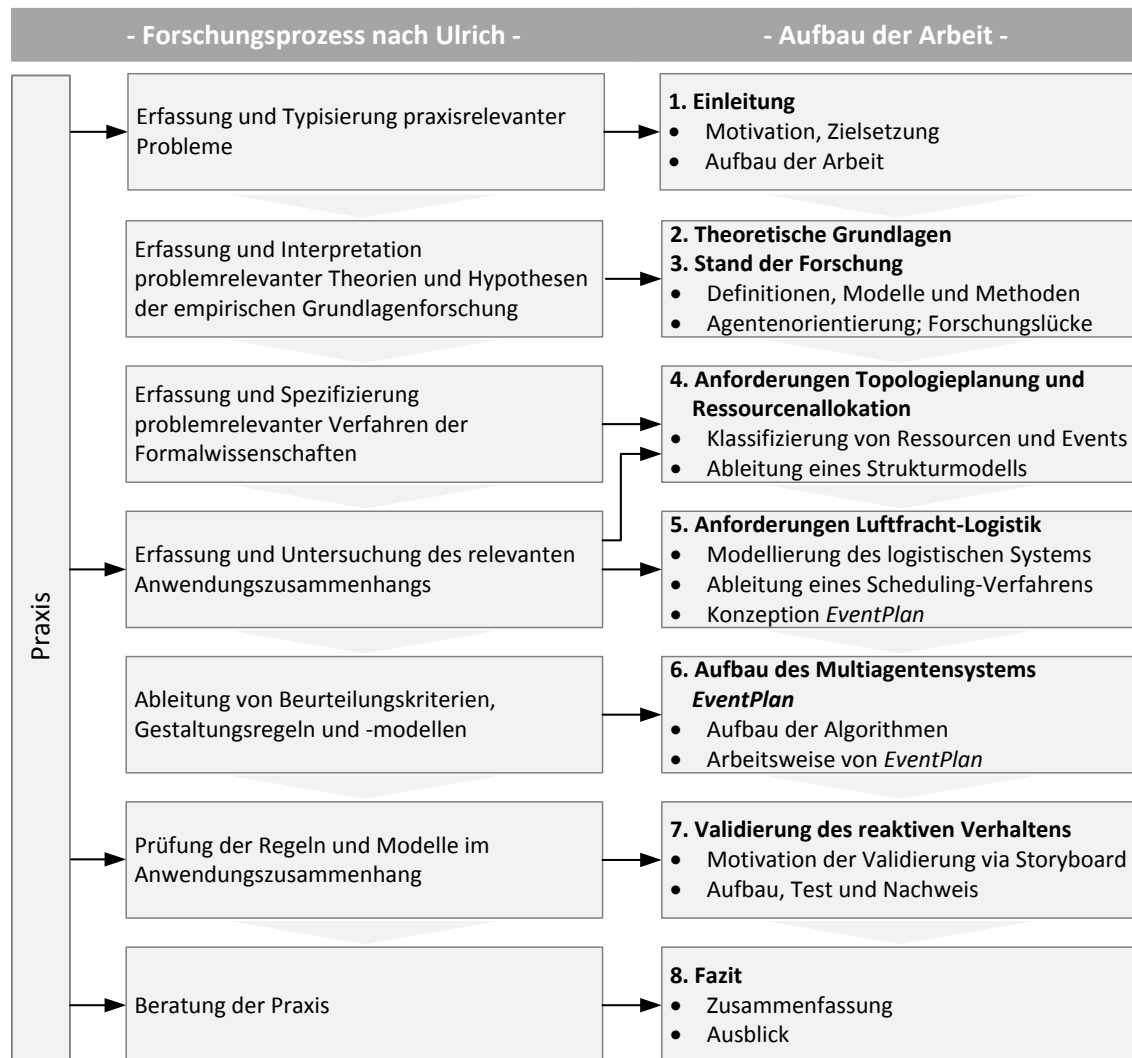 - Forschungsprozess nach Ulrich -
- Aufbau der Arbeit -
Praxis
Erfassung und Typisierung praxisrelevanter
Probleme
1. Einleitung
• Motivation, Zielsetzung
• Aufbau der Arbeit
Erfassung und Interpretation
problemrelevanter Theorien und Hypothesen
der empirischen Grundlagenforschung
2. Theoretische Grundlagen
3. Stand der Forschung
• Definitionen, Modelle und Methoden
• Agentenorientierung; Forschungslücke
Erfassung und Spezifizierung
problemrelevanter Verfahren der
Formalwissenschaften
4. Anforderungen Topologieplanung und
Ressourcenallokation
• Klassifizierung von Ressourcen und Events
• Ableitung eines Strukturmodells
Erfassung und Untersuchung des relevanten
Anwendungszusammenhangs
5. Anforderungen Luftfracht-Logistik
• Modellierung des logistischen Systems
• Ableitung eines Scheduling-Verfahrens
• Konzeption EventPlan
Ableitung von Beurteilungskriterien,
Gestaltungsregeln und -modellen
6. Aufbau des Multiagentensystems
EventPlan
• Aufbau der Algorithmen
• Arbeitsweise von EventPlan
Prüfung der Regeln und Modelle im
Anwendungszusammenhang
7. Validierung des reaktiven Verhaltens
• Motivation der Validierung via Storyboard
• Aufbau, Test und Nachweis
Beratung der Praxis
8. Fazit
• Zusammenfassung
• Ausblick